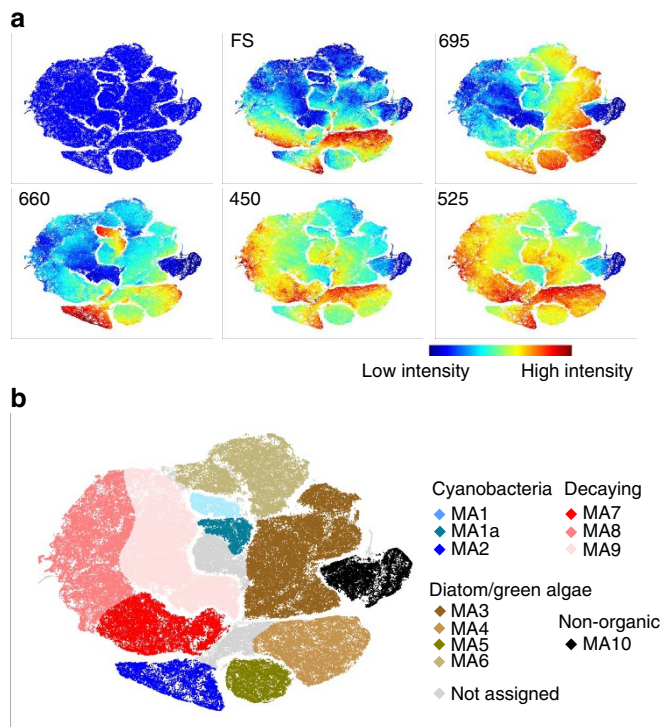 a
FS
695
660
450
525
Low intensity
High intensity
b
Cyanobacteria
MA1
MA1a
MA2
Decaying
MA7
MA8
MA9
Diatom/green algae
MA3
MA4
MA5
MA6
Non-organic
MA10
Not assigned